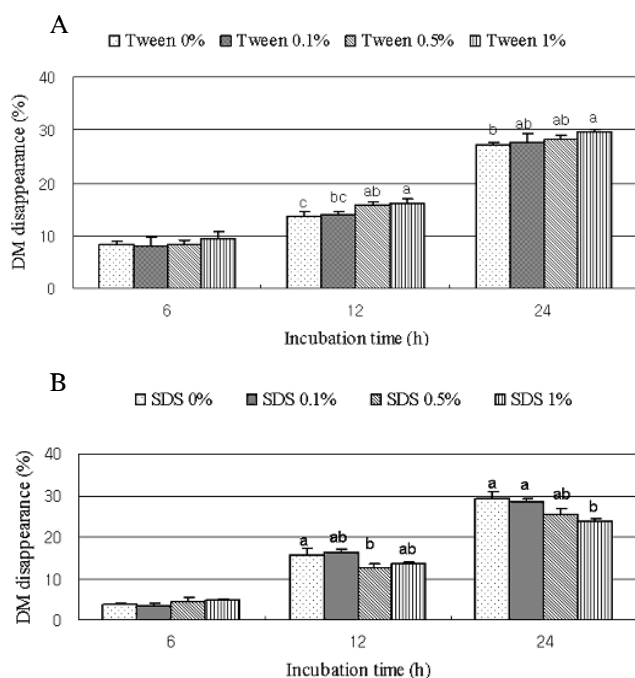 A
Tween 0% Tween 0.1% Tween 0.5% Tween 1%
DM disappearance (%)
40
30
20
10
0
c bc ab a
b ab ab a
6 12 24
Incubation time (h)
B
SDS 0% SDS 0.1% SDS 0.5% SDS 1%
DM disappearance (%)
40
30
20
10
0
a ab b ab
a a ab b
6 12 24
Incubation time (h)